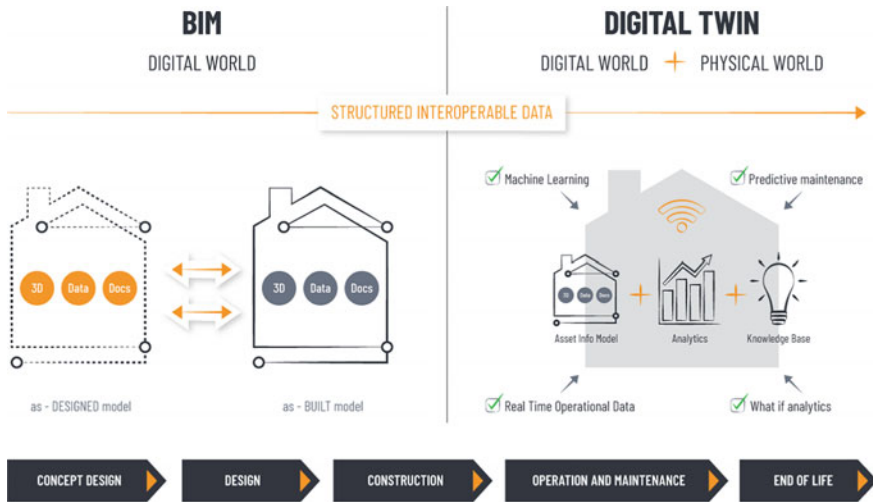 BIM
DIGITAL WORLD
DIGITAL TWIN
DIGITAL WORLD + PHYSICAL WORLD
STRUCTURED INTEROPERABLE DATA
3D
Data
Docs
as - DESIGNED model
3D
Data
Docs
as - BUILT model
Machine Learning
Predictive maintenance
3D
Data
Docs
Asset Info Model
Analytics
Knowledge Base
Real Time Operational Data
What if analytics
CONCEPT DESIGN
DESIGN
CONSTRUCTION
OPERATION AND MAINTENANCE
END OF LIFE